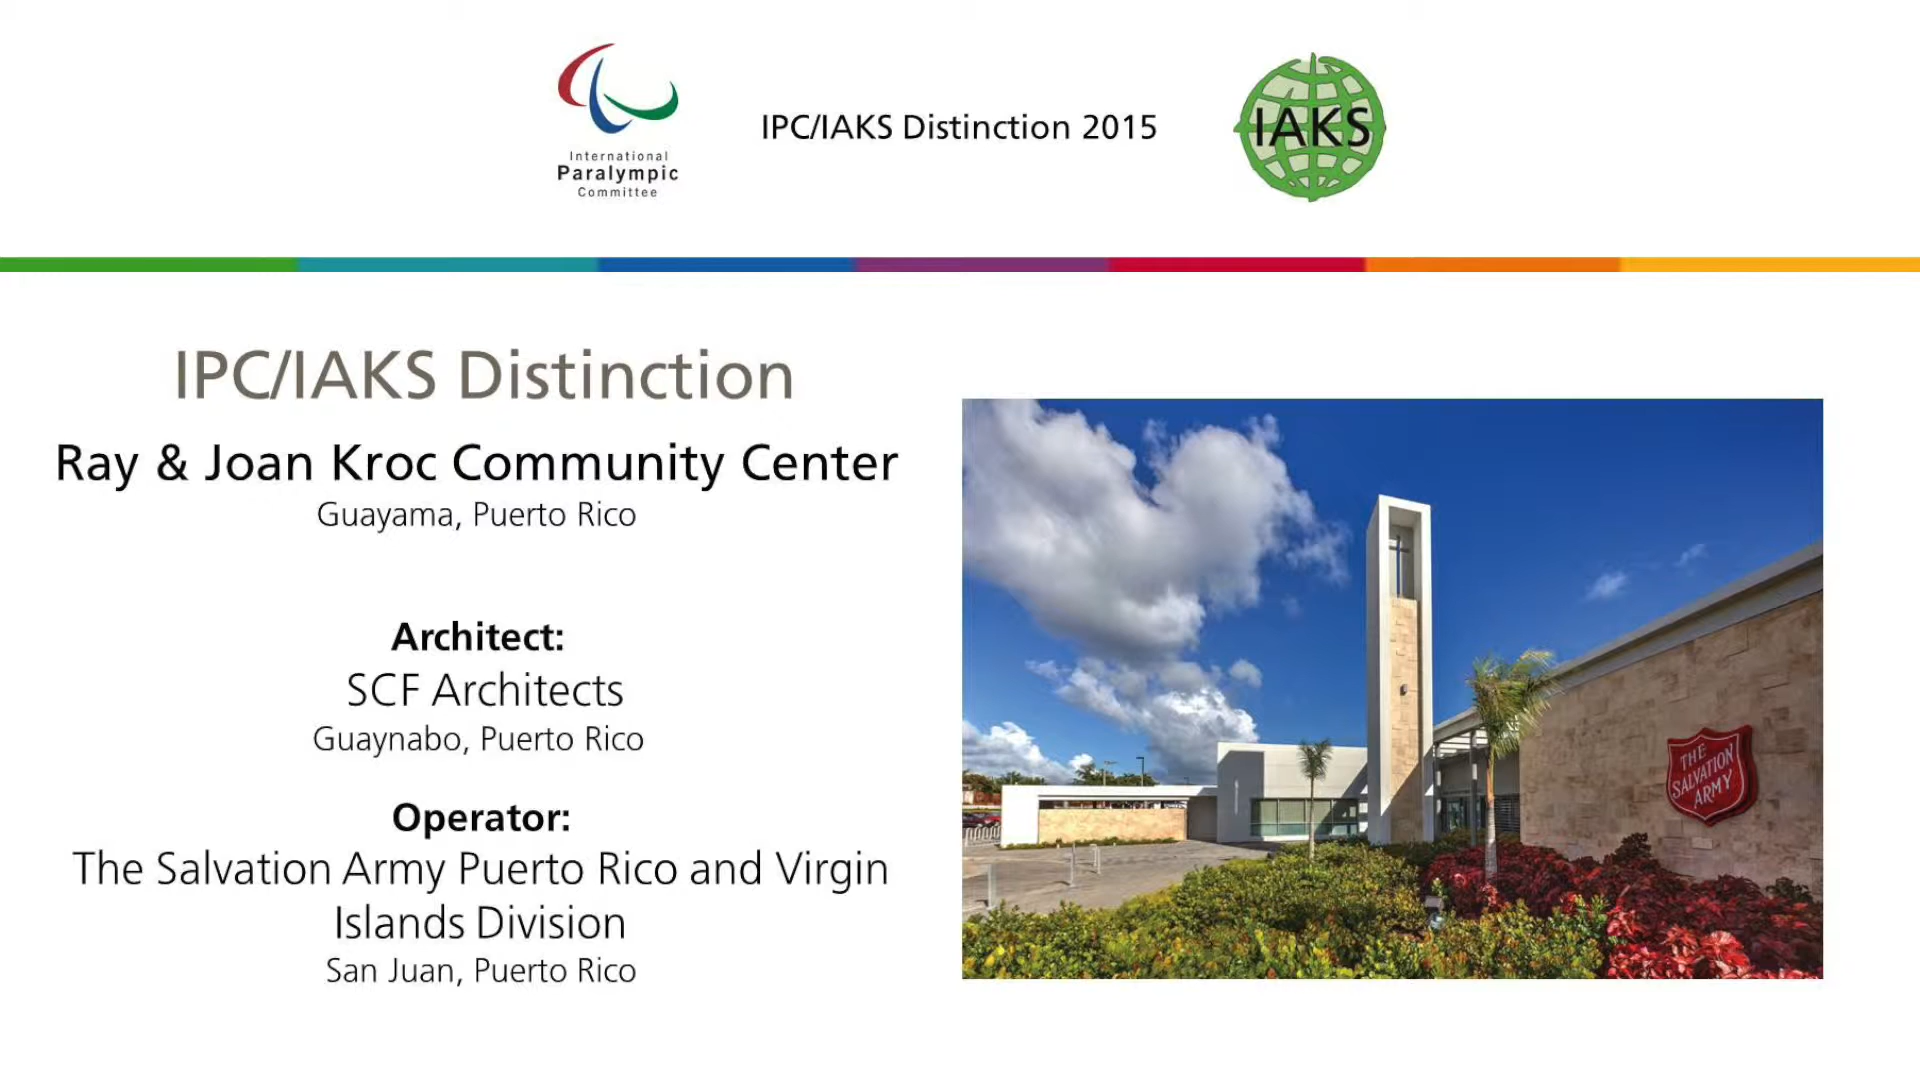 International
Paralympic
Committee
IPC/IAKS Distinction 2015
IAKS
IPC/IAKS Distinction
Ray & Joan Kroc Community Center
Guayama, Puerto Rico
Architect:
SCF Architects
Guaynabo, Puerto Rico
Operator:
The Salvation Army Puerto Rico and Virgin
Islands Division
San Juan, Puerto Rico
THE
SALVATION
ARMY